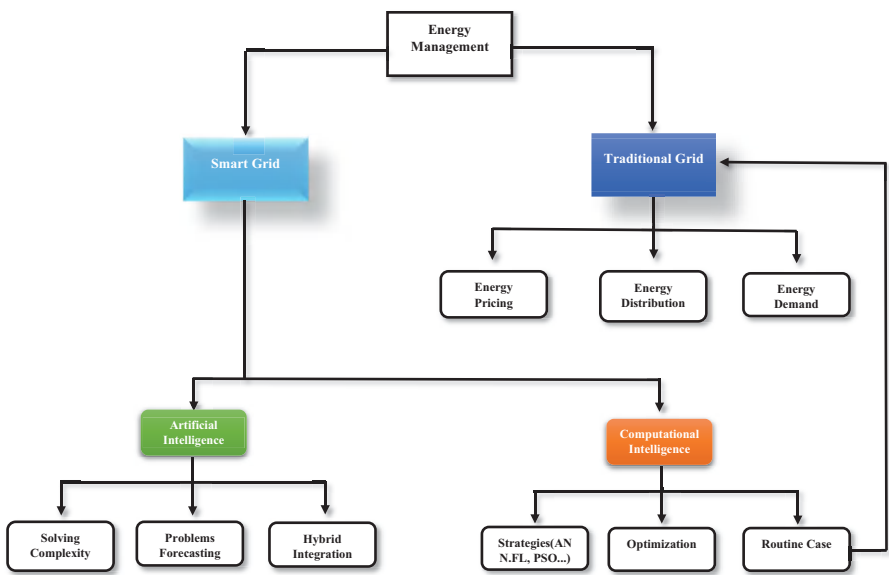 Energy
Management
Smart Grid
Traditional Grid
Energy
Pricing
Energy
Distribution
Energy
Demand
Artificial
Intelligence
Computational
Intelligence
Solving
Complexity
Problems
Forecasting
Hybrid
Integration
Strategies(AN
N.FL, PSO...)
Optimization
Routine Case